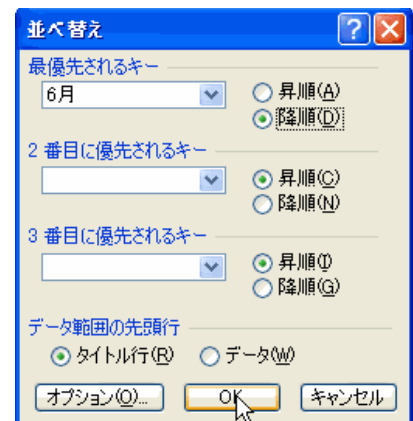 並べ替え
最優先されるキー
6月
昇順(A)
降順(D)
2 番目に優先されるキー
昇順(C)
降順(N)
3 番目に優先されるキー
昇順(I)
降順(G)
データ範囲の先頭行
タイトル行(R) データ(W)
オプション(O)... OK キャンセル